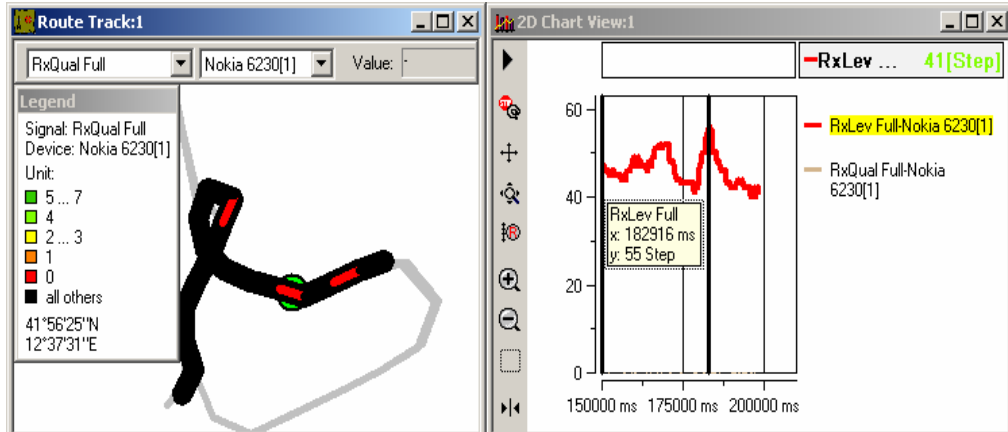 Route Track:1
RxQual Full Nokia 6230[1] Value: -
Legend
Signal: RxQual Full
Device: Nokia 6230[1]
Unit:
5 ... 7
4
2 ... 3
1
0
all others
41°56'25"N
12°37'31"E
2D Chart View:1
RxLev ... 41[Step]
60
40
20
0
RxLev Full
x: 182916 ms
y: 55 Step
150000 ms 175000 ms 200000 ms
RxLev Full-Nokia 6230[1]
RxQual Full-Nokia
6230[1]